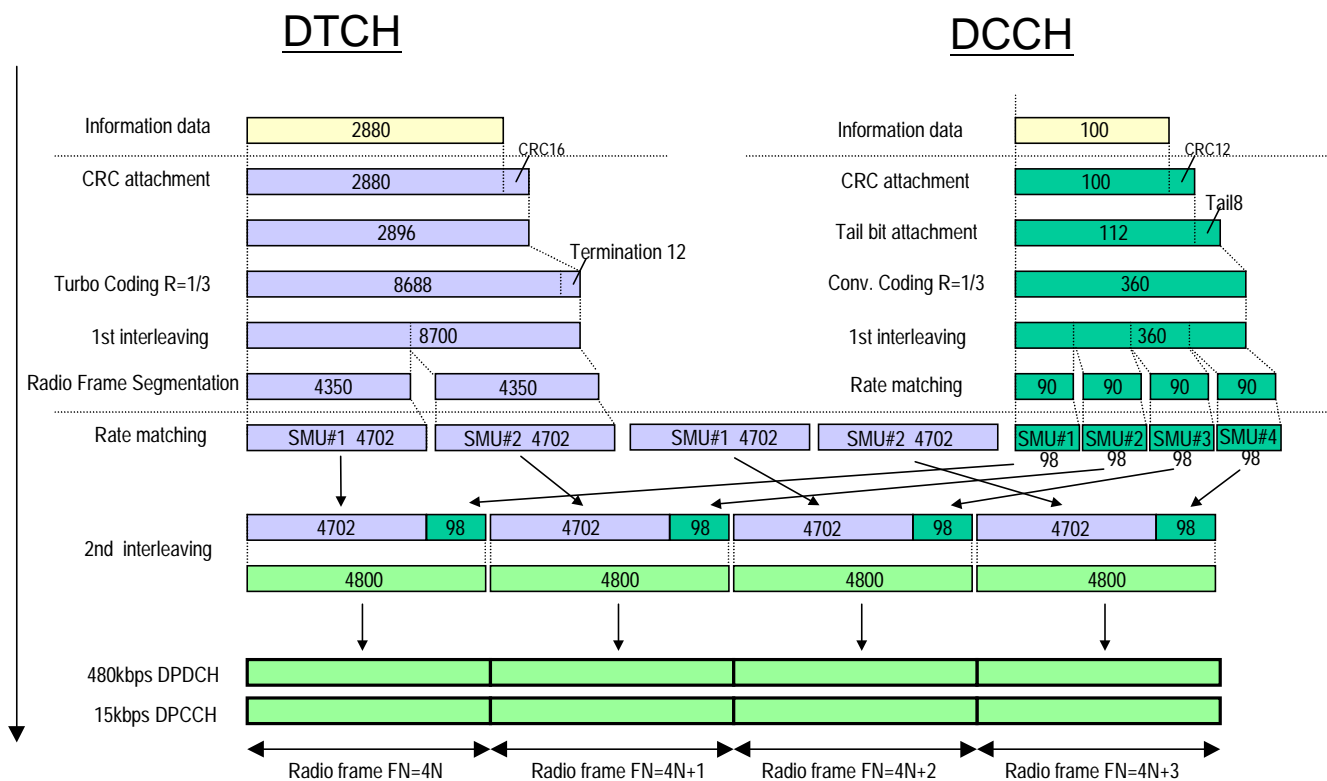 DTCH DCCH
Information data 2880 Information data 100
CRC16 CRC12
CRC attachment 2880 CRC attachment 100
Tail8
2896 Tail bit attachment 112
Termination 12
Turbo Coding R=1/3 8688 Conv. Coding R=1/3 360
1st interleaving 8700 1st interleaving 360
Radio Frame Segmentation 4350 4350 Rate matching 90 90 90 90
Rate matching SMU#1 4702 SMU#2 4702 SMU#1 4702 SMU#2 4702 SMU#1 SMU#2 SMU#3 SMU#4
98 98 98 98
4702 98 4702 98 4702 98 4702 98
2nd interleaving
4800 4800 4800 4800
480kbps DPDCH
15kbps DPCCH
Radio frame FN=4N Radio frame FN=4N+1 Radio frame FN=4N+2 Radio frame FN=4N+3